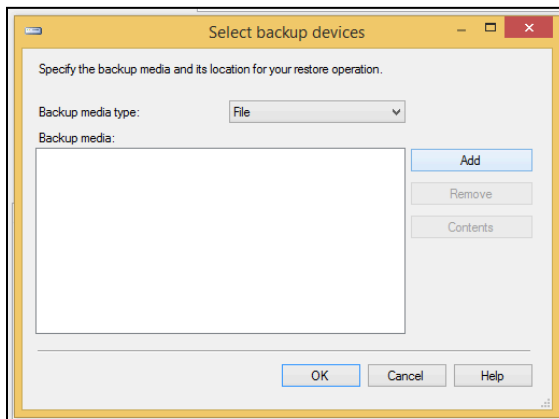 Select backup devices
Specify the backup media and its location for your restore operation.
Backup media type:
File
Backup media:
Add
Remove
Contents
OK
Cancel
Help